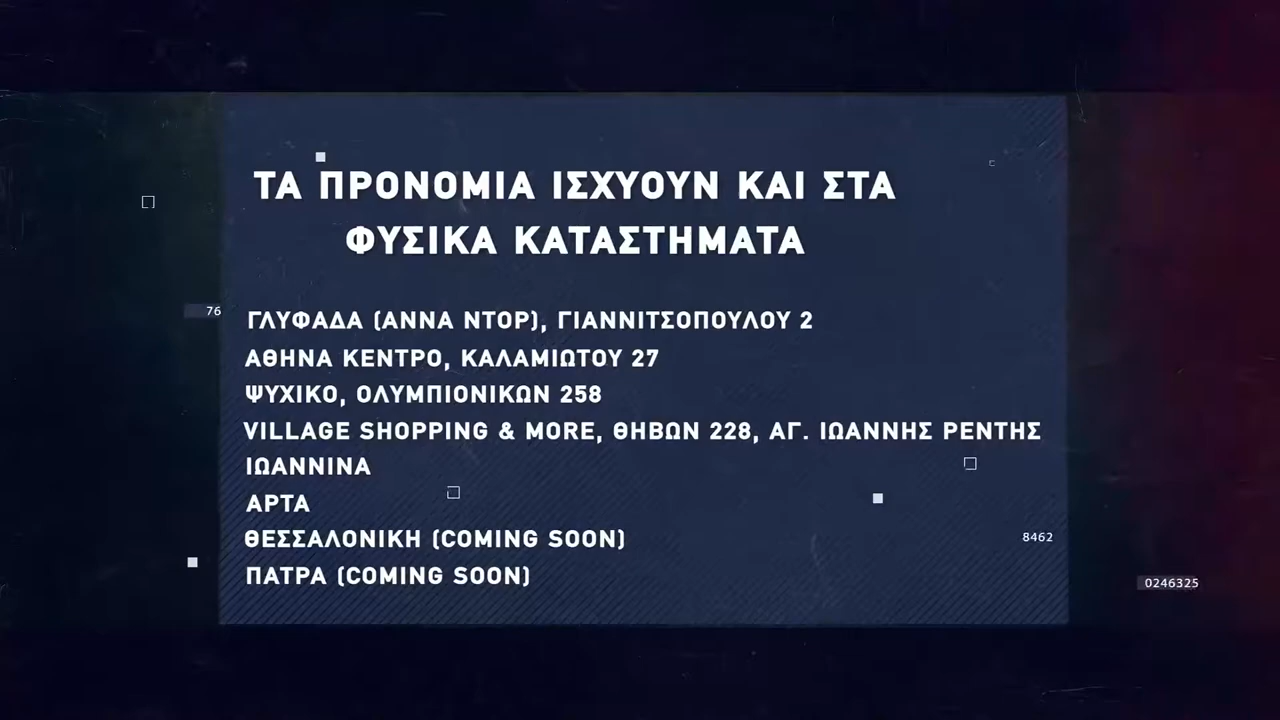 ΤΑ ΠΡΟΝΟΜΙΑ ΙΣΧΥΟΥΝ ΚΑΙ ΣΤΑ
ΦΥΣΙΚΑ ΚΑΤΑΣΤΗΜΑΤΑ
76
ΓΛΥΦΑΔΑ (ΑΝΝΑ ΝΤΟΡ), ΓΙΑΝΝΙΤΣΟΠΟΥΛΟΥ 2
ΑΘΗΝΑ ΚΕΝΤΡΟ, ΚΑΛΑΜΙΩΤΟΥ 27
ΨΥΧΙΚΟ, ΟΛΥΜΠΙΟΝΙΚΩΝ 258
VILLAGE SHOPPING & MORE, ΘΗΒΩΝ 228, ΑΓ. ΙΩΑΝΝΗΣ ΡΕΝΤΗΣ
ΙΩΑΝΝΙΝΑ
ΑΡΤΑ
ΘΕΣΣΑΛΟΝΙΚΗ (COMING SOON)
8462
ΠΑΤΡΑ (COMING SOON)
0246325